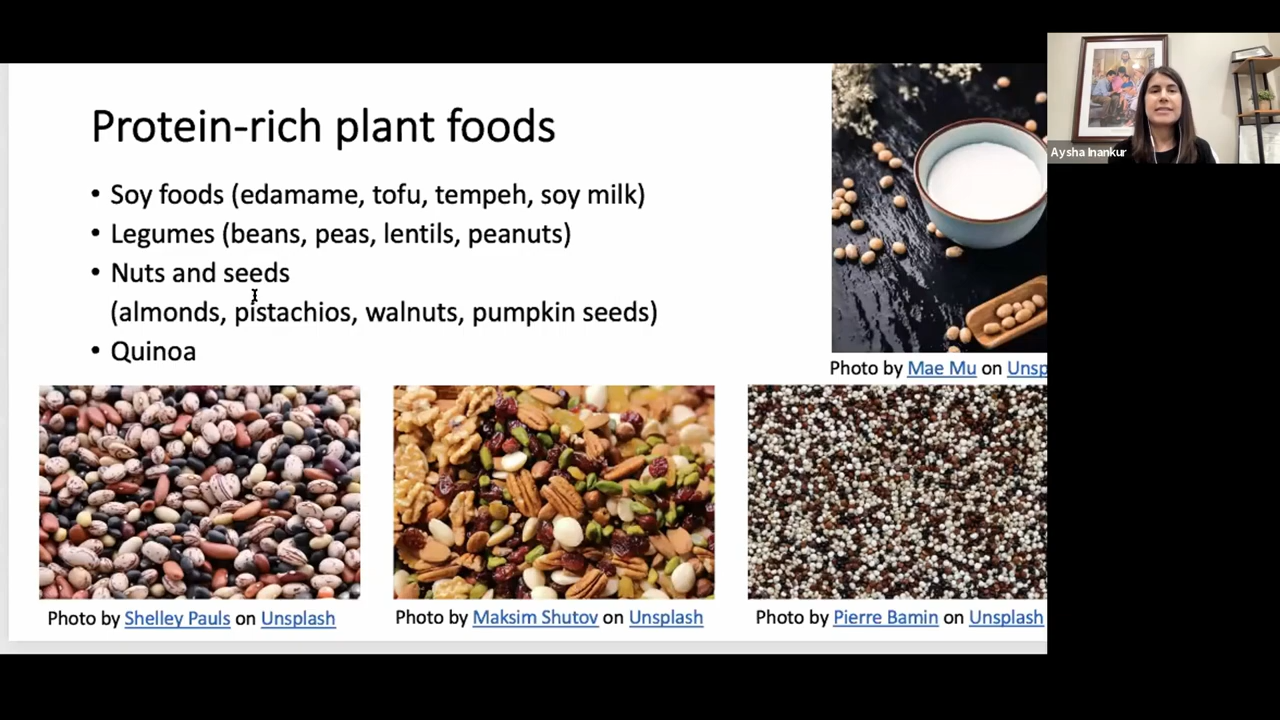 Protein-rich plant foods
• Soy foods (edamame, tofu, tempeh, soy milk)
• Legumes (beans, peas, lentils, peanuts)
• Nuts and seeds
(almonds, pistachios, walnuts, pumpkin seeds)
• Quinoa
Photo by Mae Mu on Unsp
Photo by Shelley Pauls on Unsplash
Photo by Maksim Shutov on Unsplash
Photo by Pierre Bamin on Unsplash
Aysha Inankur